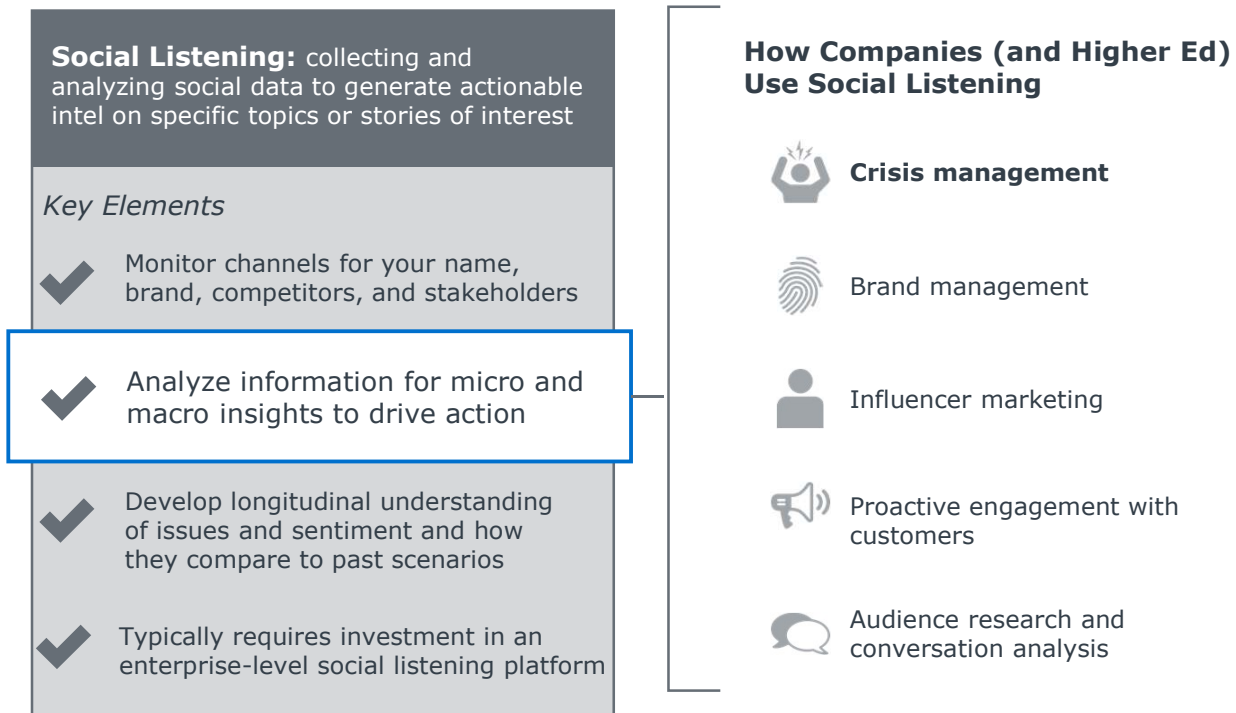 Social Listening: collecting and
analyzing social data to generate actionable
intel on specific topics or stories of interest
Key Elements
Monitor channels for your name,
brand, competitors, and stakeholders
Analyze information for micro and
macro insights to drive action
Develop longitudinal understanding
of issues and sentiment and how
they compare to past scenarios
Typically requires investment in an
enterprise-level social listening platform
How Companies (and Higher Ed)
Use Social Listening
Crisis management
Brand management
Influencer marketing
Proactive engagement with
customers
Audience research and
conversation analysis